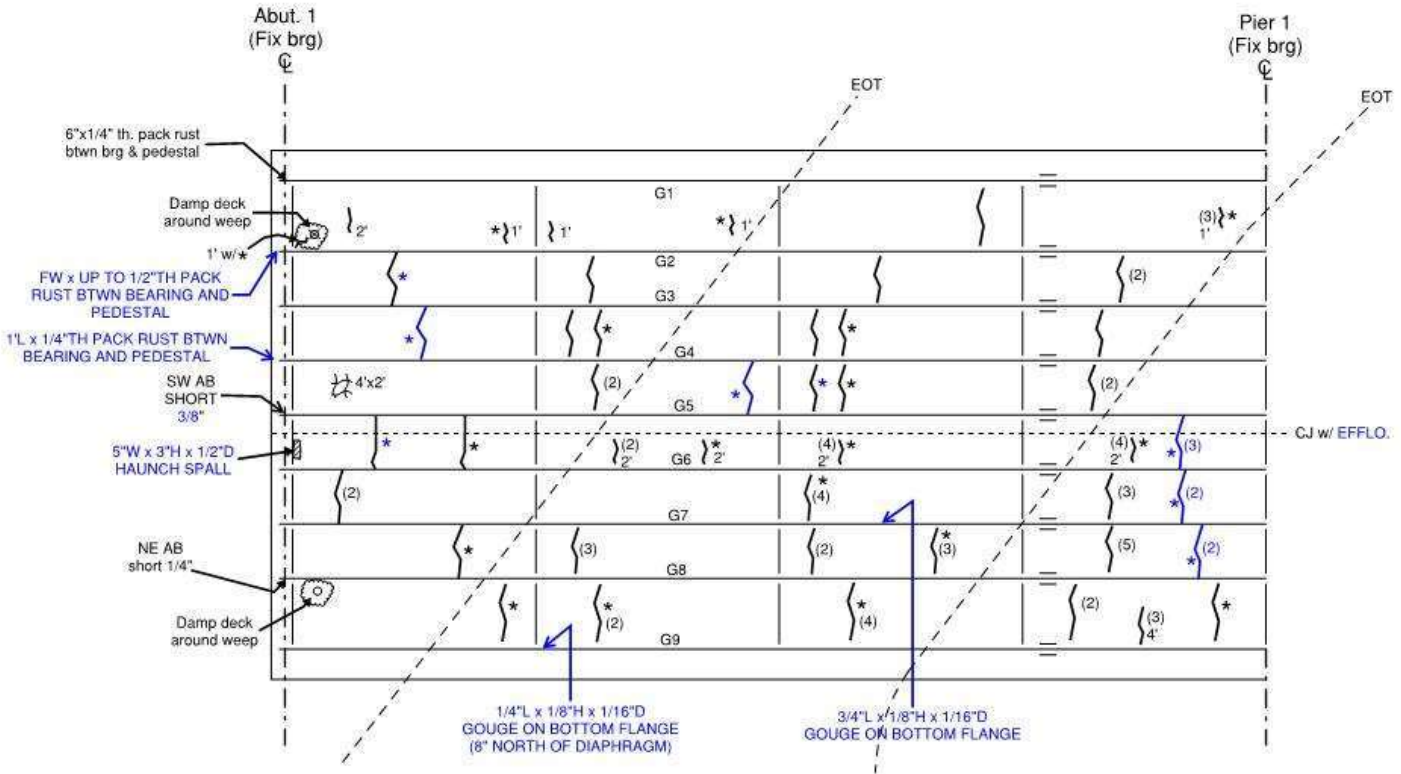 Abut. 1
(Fix brg)
℄
Pier 1
(Fix brg)
℄
EOT
EOT
6"x1/4" th. pack rust
btwn brg & pedestal
Damp deck
around weep
1' w/*
FW x UP TO 1/2"TH PACK
RUST BTWN BEARING AND
PEDESTAL
1'L x 1/4"TH PACK RUST BTWN
BEARING AND PEDESTAL
SW AB
SHORT
3/8"
5"W x 3"H x 1/2"D
HAUNCH SPALL
NE AB
short 1/4"
Damp deck
around weep
G1
2'
* 1'
1'
* 1'
(3) *
1'
G2
*
(2)
G3
*
*
*
G4
4'x2'
(2)
*
*
*
(2)
G5
CJ w/ EFFLO.
*
*
(2)
2'
*
2'
(4) *
2'
(4) *
2'
* (3)
G6
(2)
*
(4)
(3)
* (2)
G7
*
(3)
(2)
*
(3)
(5)
* (2)
G8
*
*
(2)
*
(4)
(2)
(3)
4'
*
G9
1/4"L x 1/8"H x 1/16"D
GOUGE ON BOTTOM FLANGE
(8" NORTH OF DIAPHRAGM)
3/4"L x 1/8"H x 1/16"D
GOUGE ON BOTTOM FLANGE